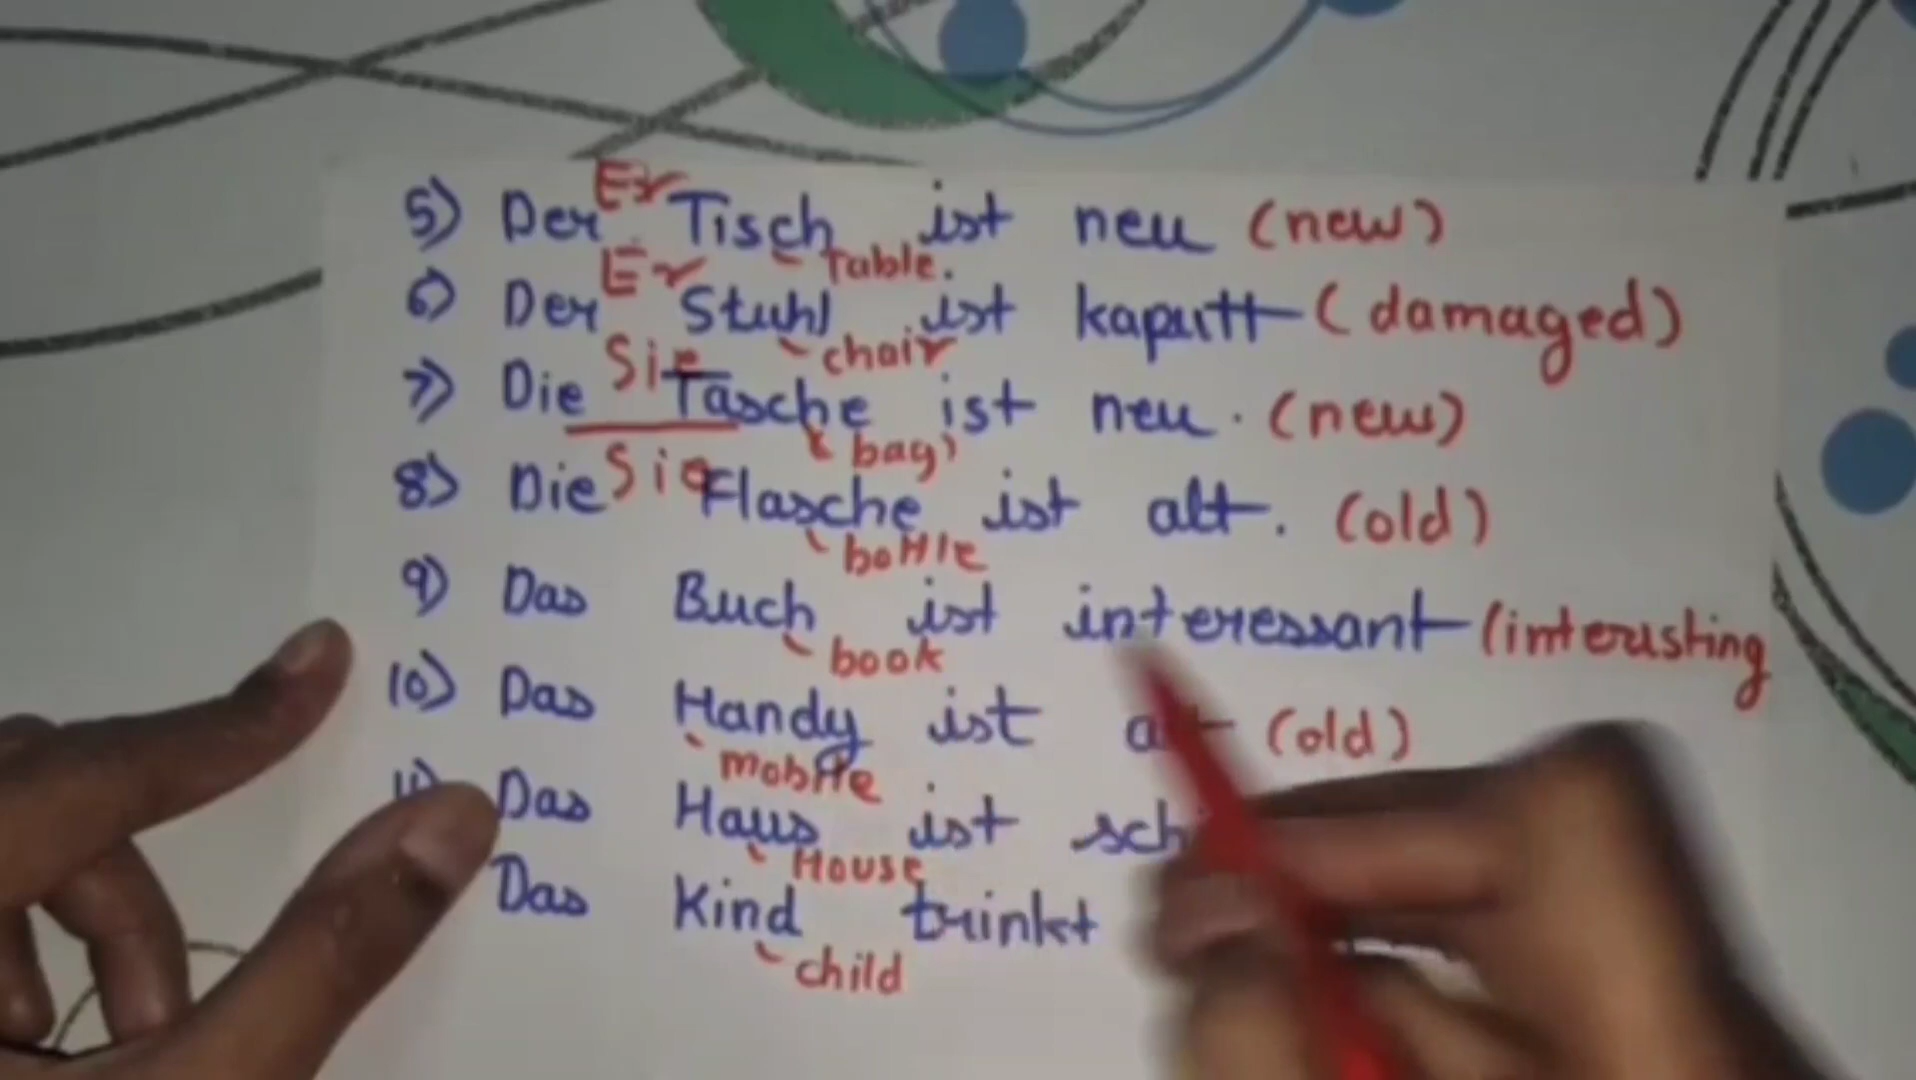 Er
5) Der Tisch ist neu (new)
Er
table.
6) Der Stuhl ist kaputt (damaged)
Sie
chair
7) Die Tasche ist neu. (new)
Sie
bag
8) Die Flasche ist alt. (old)
bottle
9) Das Buch ist interessant (interesting
book
10) Das Handy ist (old)
mobile
11) Das Haus ist
House
Das Kind trinkt
child